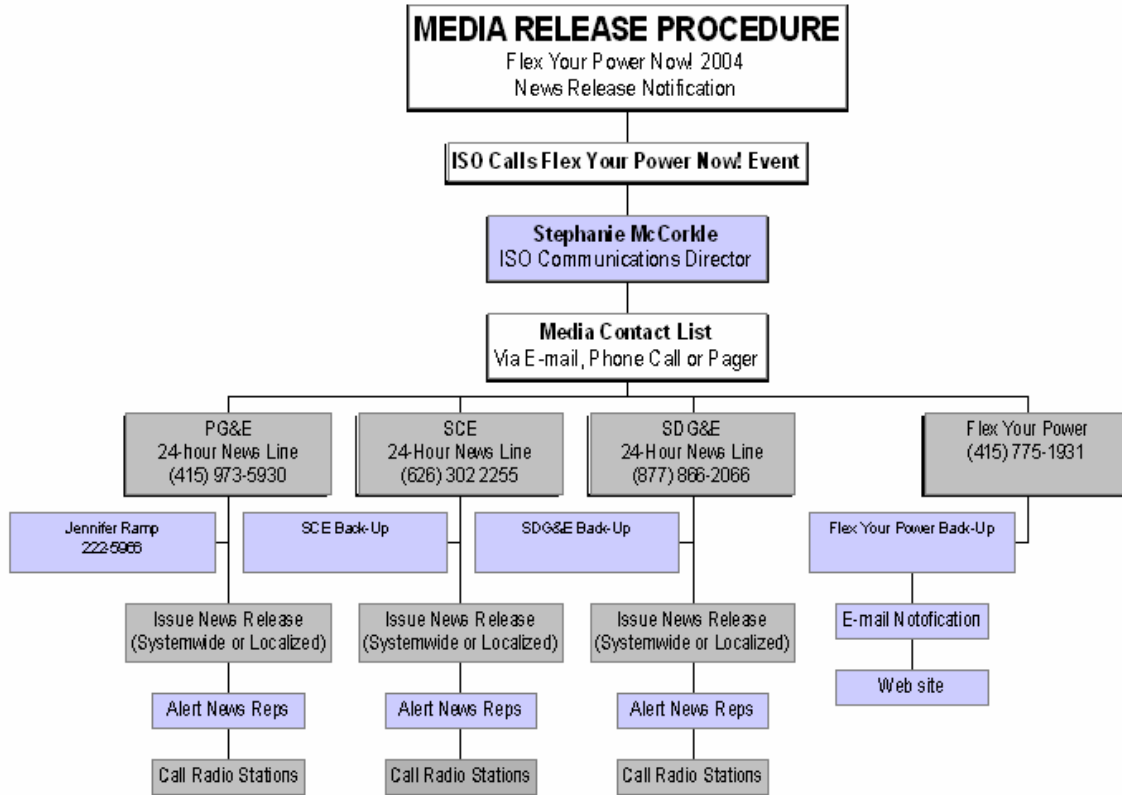 MEDIA RELEASE PROCEDURE
Flex Your Power Now! 2004
News Release Notification
ISO Calls Flex Your Power Now! Event
Stephanie McCorkle
ISO Communications Director
Media Contact List
Via E-mail, Phone Call or Pager
PG&E
24-hour News Line
(415) 973-5930
SCE
24-Hour News Line
(626) 302 2255
SDG&E
24-Hour News Line
(877) 866-2066
Flex Your Power
(415) 775-1931
Jennifer Ramp
222-5966
SCE Back-Up
SDG&E Back-Up
Flex Your Power Back-Up
Issue News Release
(Systemwide or Localized)
Issue News Release
(Systemwide or Localized)
Issue News Release
(Systemwide or Localized)
E-mail Notofication
Alert News Reps
Alert News Reps
Alert News Reps
Web site
Call Radio Stations
Call Radio Stations
Call Radio Stations